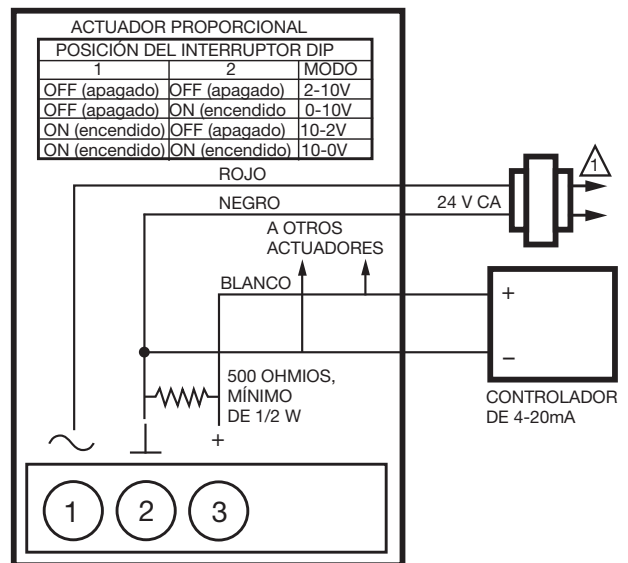 ACTUADOR PROPORCIONAL
POSICIÓN DEL INTERRUPTOR DIP
1 2 MODO
OFF (apagado) OFF (apagado) 2-10V
OFF (apagado) ON (encendido 0-10V
ON (encendido) OFF (apagado) 10-2V
ON (encendido) ON (encendido) 10-0V
ROJO
1
NEGRO
24 V CA
A OTROS
ACTUADORES
BLANCO
+
−
500 OHMIOS,
MÍNIMO
DE 1/2 W
+
CONTROLADOR
DE 4-20mA
1 2 3